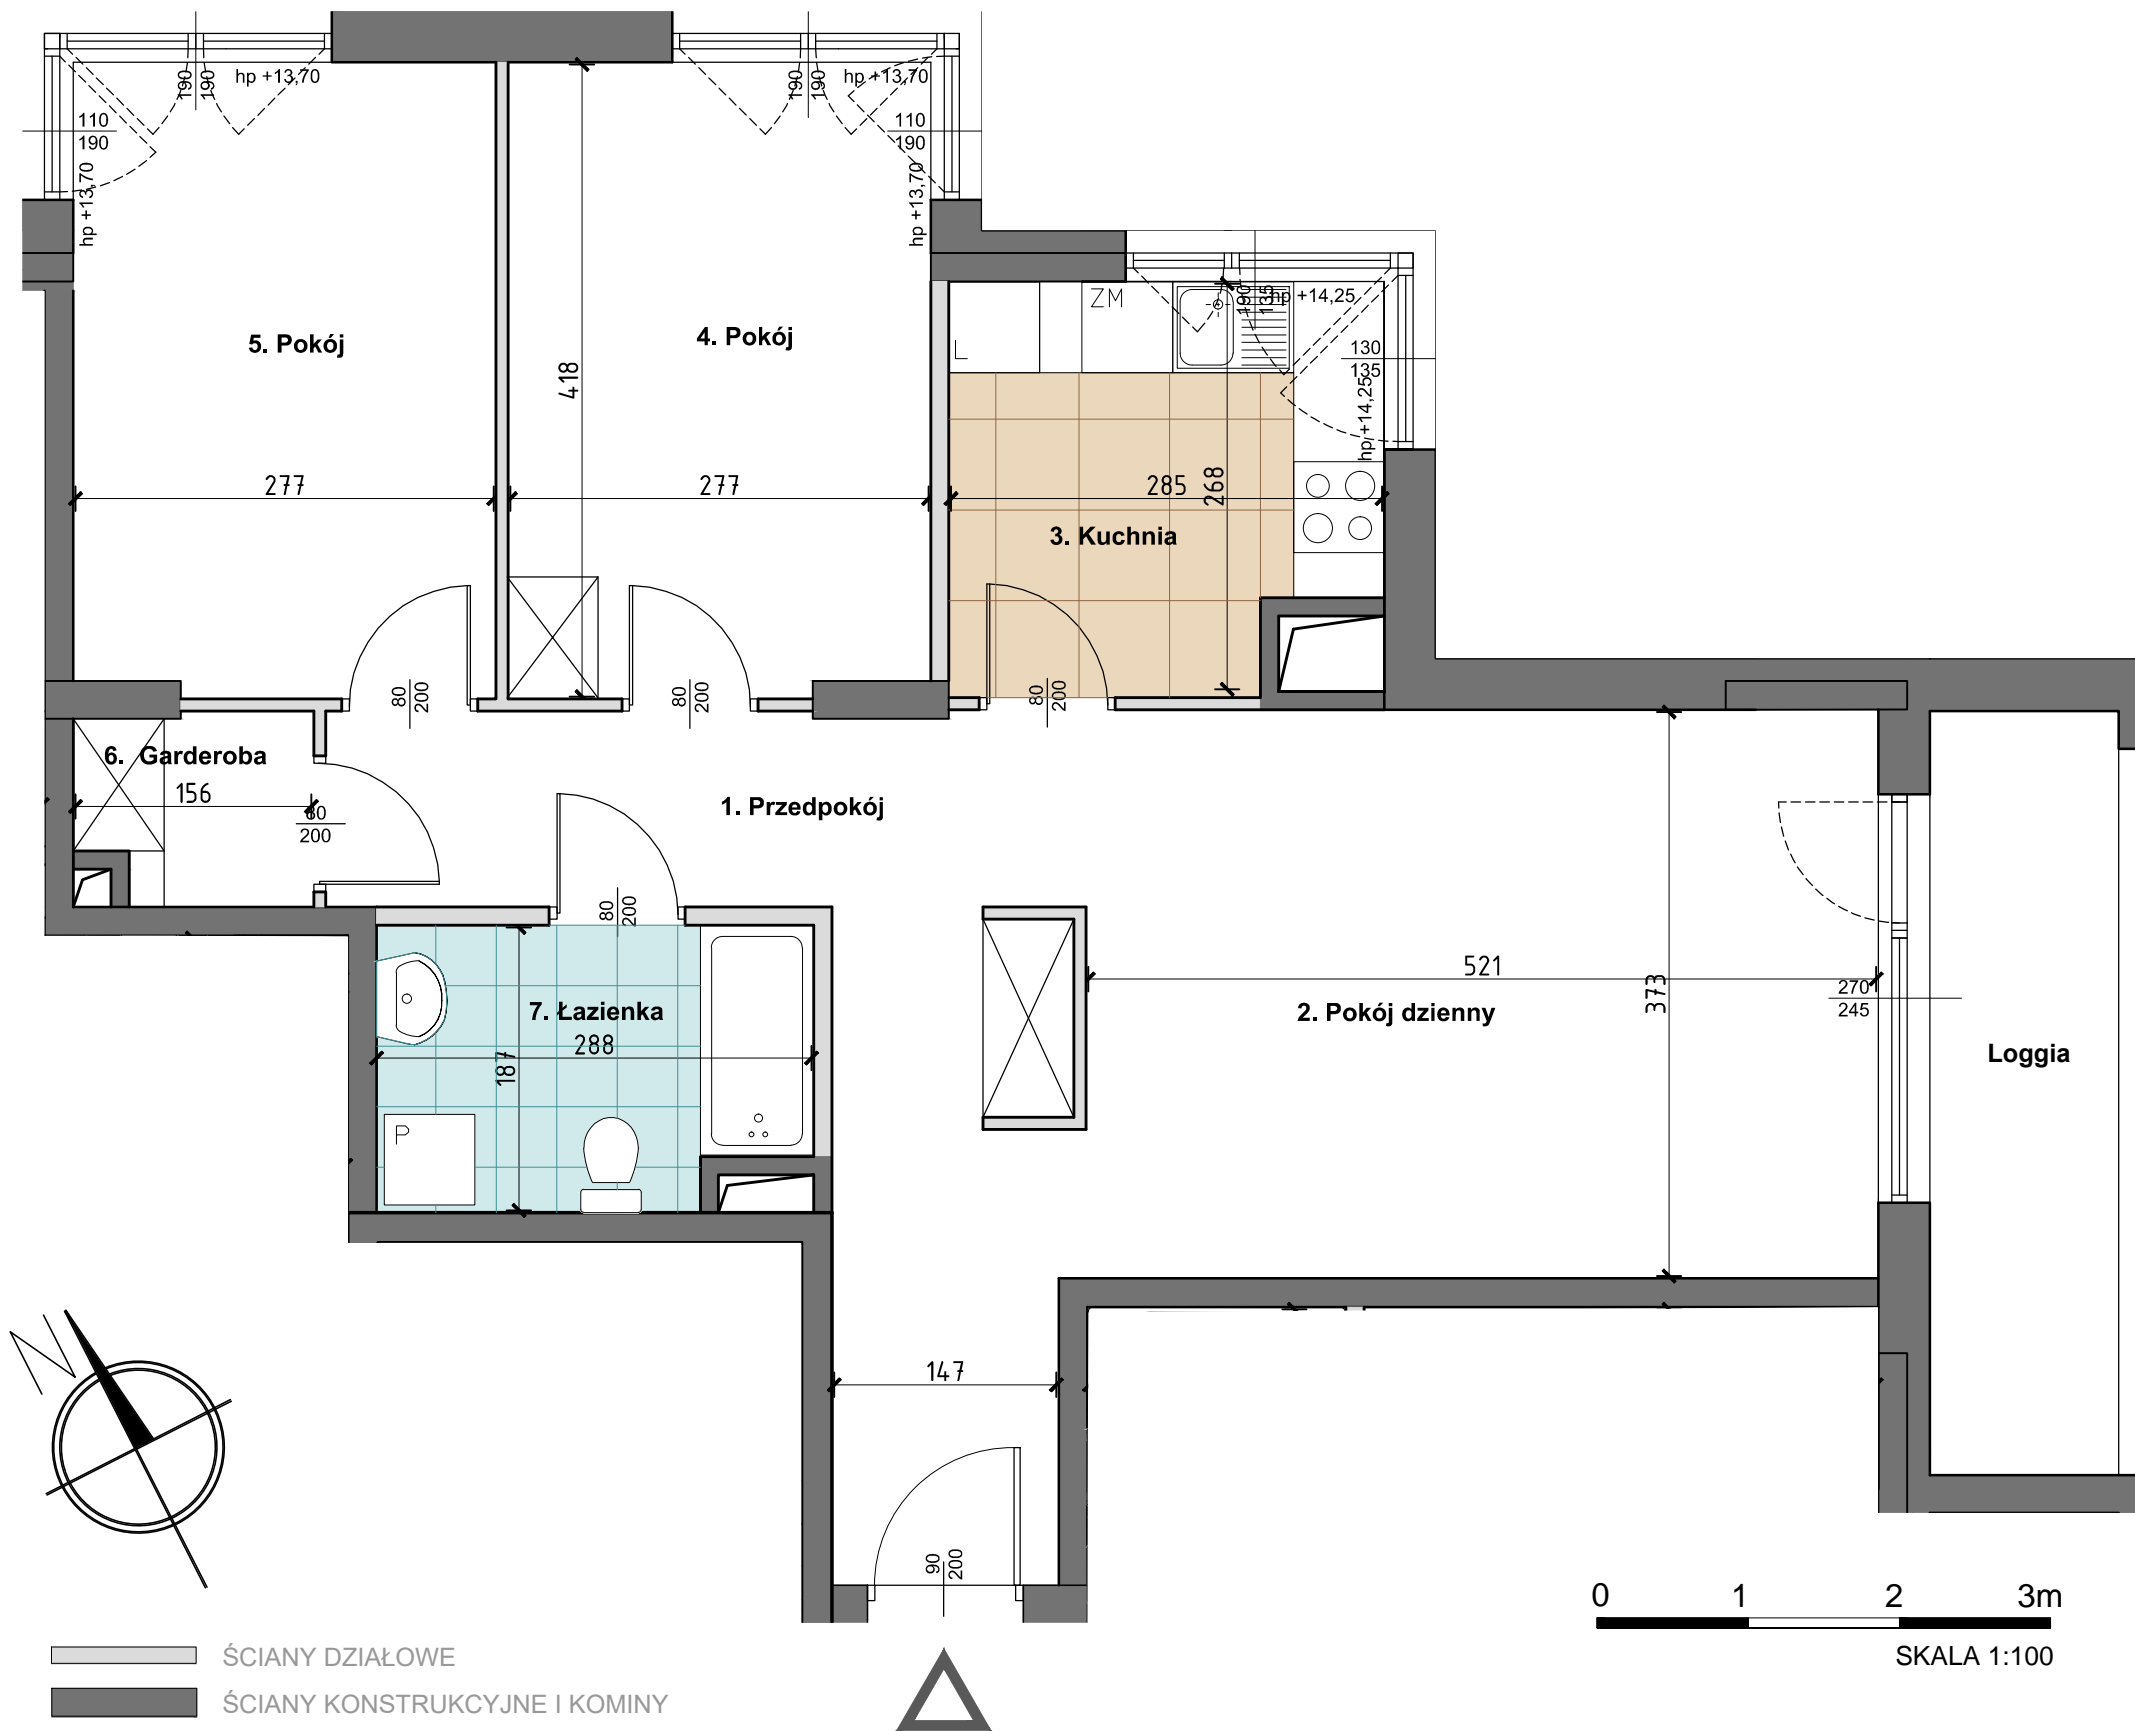 190
190
hp +13,70
110
190
hp +13,70
190
190
hp +13,70
110
190
hp +13,70
ZM
L
190
135
hp +14,25
130
135
hp +14,25
5. Pokój
4. Pokój
418
277
277
285
268
3. Kuchnia
80
200
80
200
80
200
6. Garderoba
156
80
200
1. Przedpokój
80
200
7. Łazienka
288
187
P
521
373
2. Pokój dzienny
270
245
Loggia
N
147
90
200
0 1 2 3m
SKALA 1:100
ŚCIANY DZIAŁOWE
ŚCIANY KONSTRUKCYJNE I KOMINY